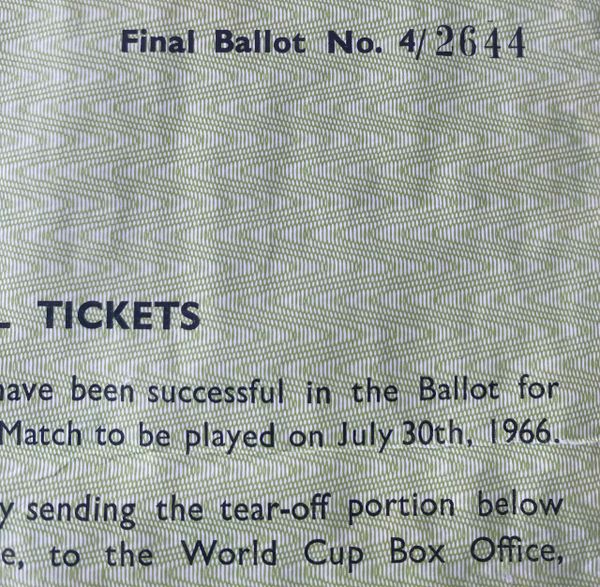 Final Ballot No. 4/2644
TICKETS
have been successful in the Ballot for
Match to be played on July 30th, 1966.
sending the tear-off portion below
to the World Cup Box Office,